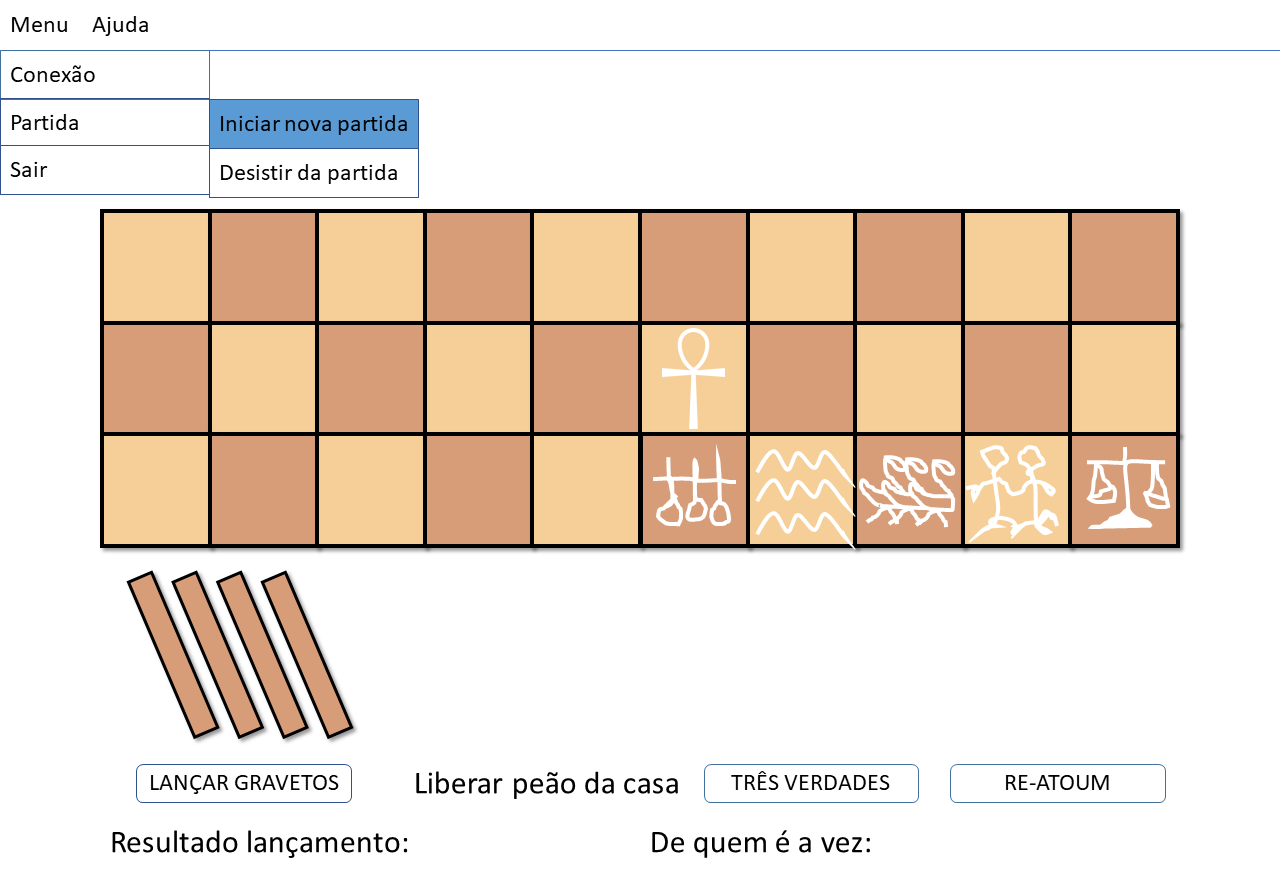 Menu Ajuda
Conexão
Partida
Iniciar nova partida
Sair
Desistir da partida
LANÇAR GRAVETOS
Liberar peão da casa
TRÊS VERDADES
RE-ATOUM
Resultado lançamento:
De quem é a vez: